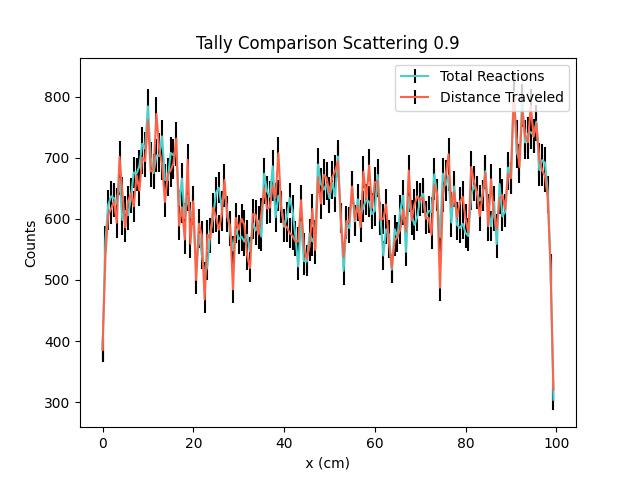 Tally Comparison Scattering 0.9
Total Reactions
Distance Traveled
800
700
600
500
400
300
Counts
0 20 40 60 80 100
x (cm)